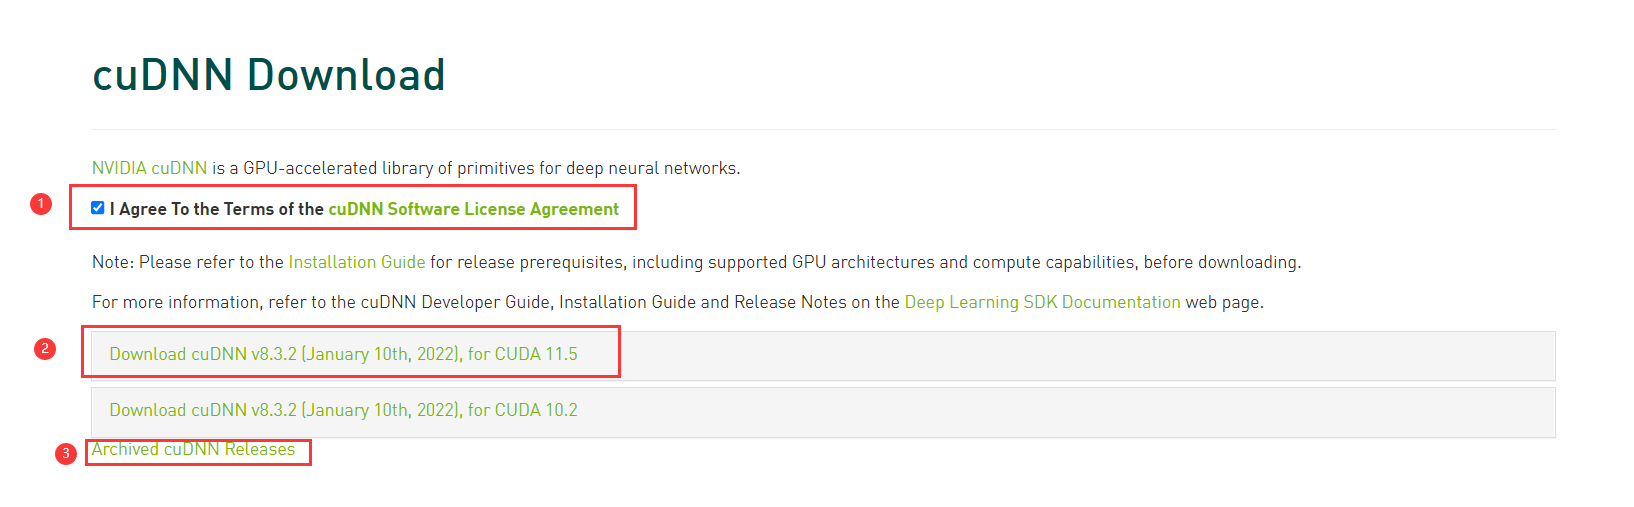 cuDNN Download
NVIDIA cuDNN is a GPU-accelerated library of primitives for deep neural networks.
1
I Agree To the Terms of the cuDNN Software License Agreement
Note: Please refer to the Installation Guide for release prerequisites, including supported GPU architectures and compute capabilities, before downloading.
For more information, refer to the cuDNN Developer Guide, Installation Guide and Release Notes on the Deep Learning SDK Documentation web page.
2
Download cuDNN v8.3.2 (January 10th, 2022), for CUDA 11.5
Download cuDNN v8.3.2 (January 10th, 2022), for CUDA 10.2
3
Archived cuDNN Releases